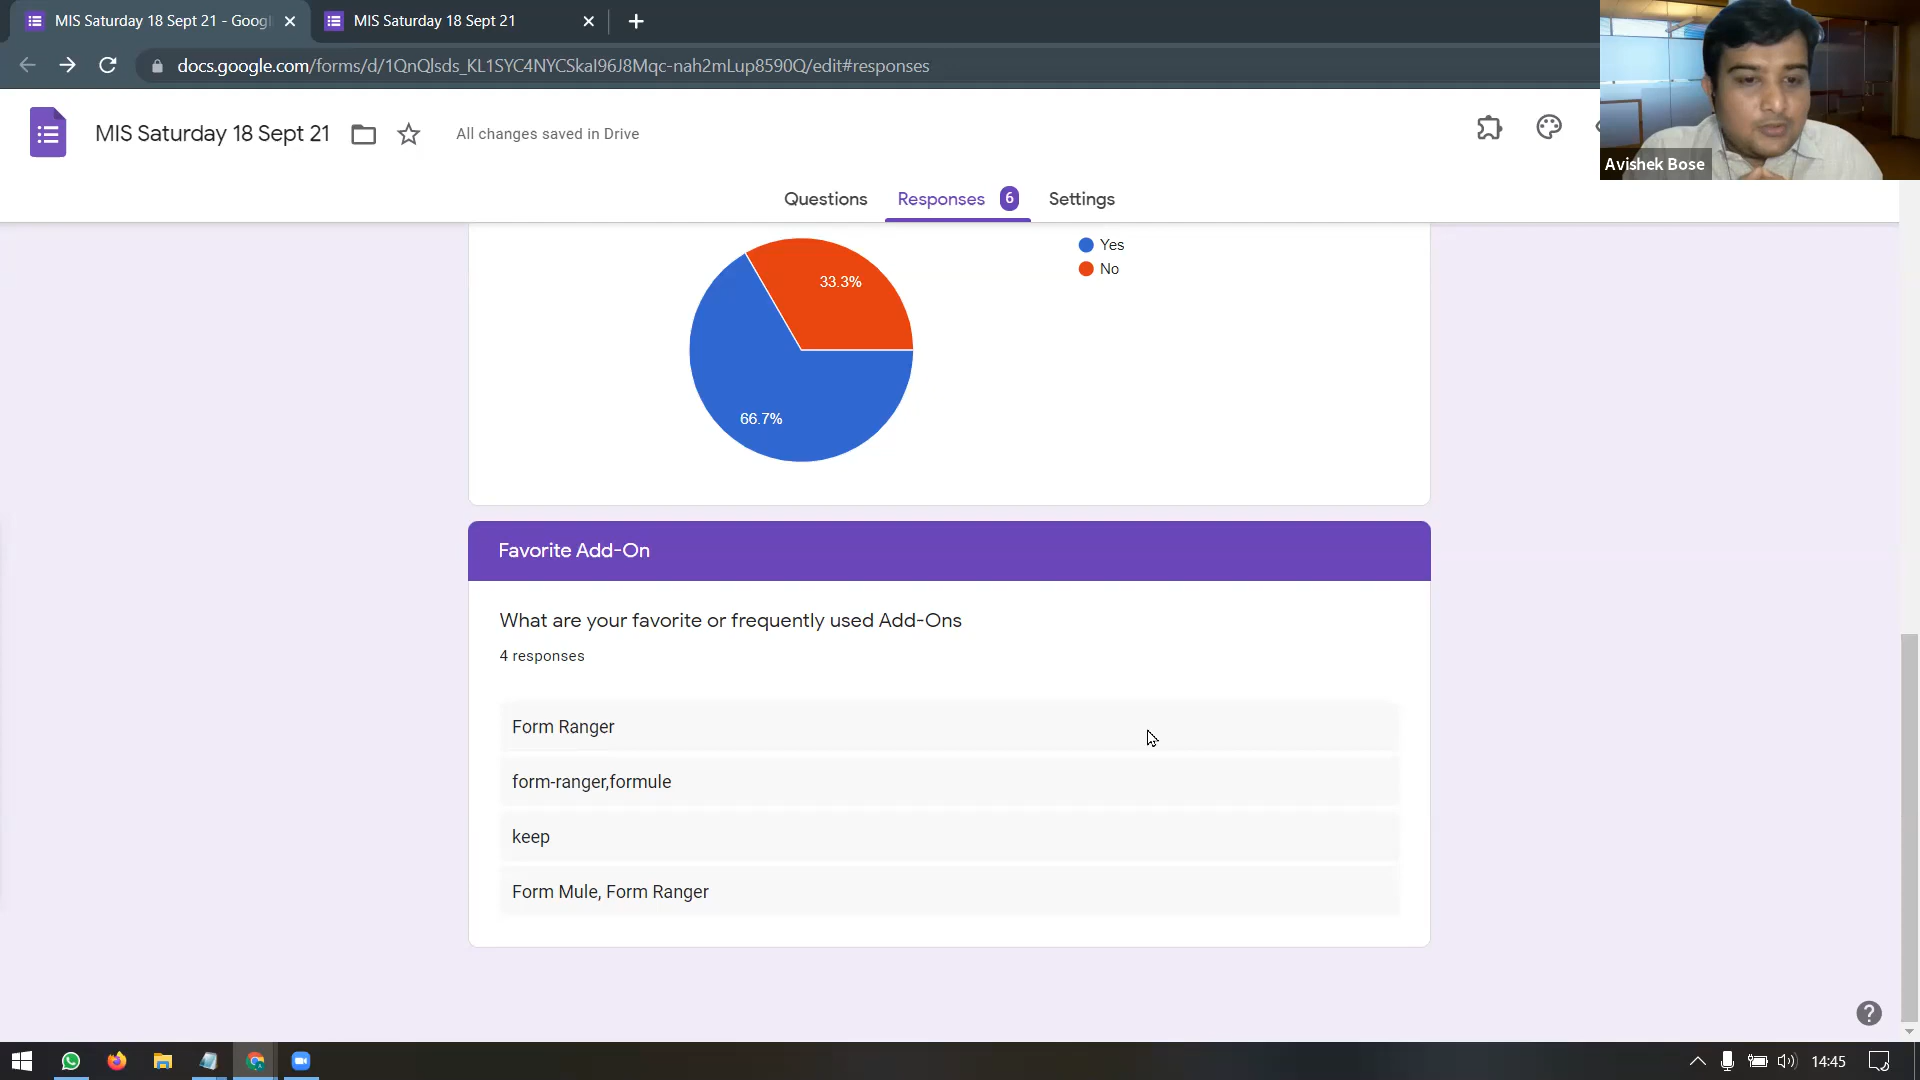 MIS Saturday 18 Sept 21 - Googl
MIS Saturday 18 Sept 21
docs.google.com/forms/d/1QnQlsds_KL1SYC4NYCSkaI96J8Mqc-nah2mLup8590Q/edit#responses
MIS Saturday 18 Sept 21
All changes saved in Drive
Avishek Bose
Questions
Responses
6
Settings
Yes
No
33.3%
66.7%
Favorite Add-On
What are your favorite or frequently used Add-Ons
4 responses
Form Ranger
form-ranger,formule
keep
Form Mule, Form Ranger
14:45